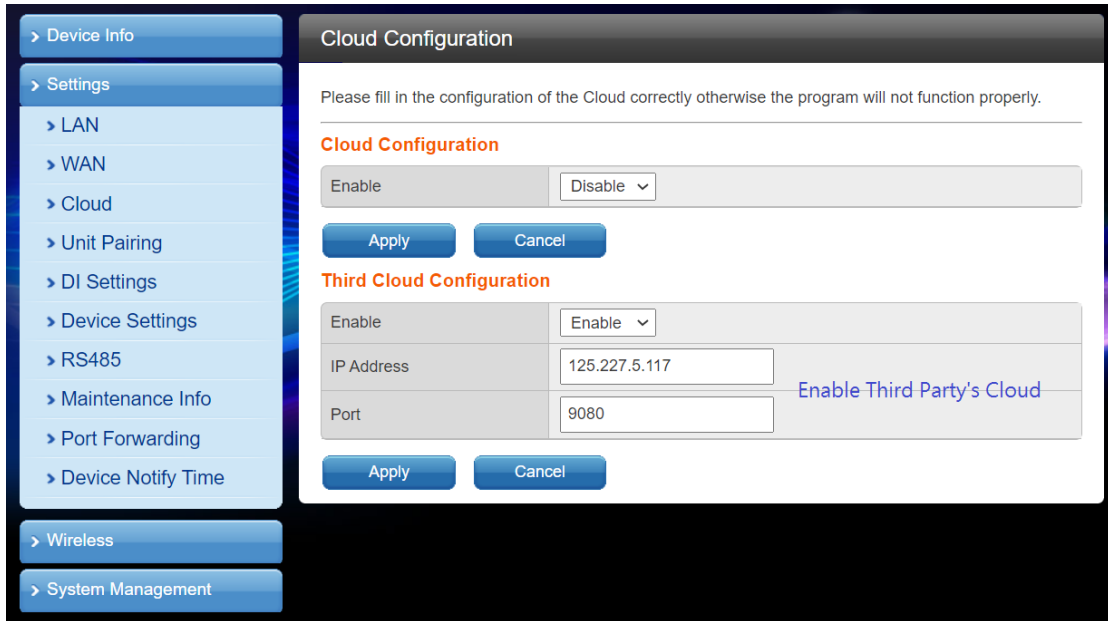 Device Info
Settings
LAN
WAN
Cloud
Unit Pairing
DI Settings
Device Settings
RS485
Maintenance Info
Port Forwarding
Device Notify Time
Wireless
System Management
Cloud Configuration
Please fill in the configuration of the Cloud correctly otherwise the program will not function properly.
Cloud Configuration
Enable Disable
Apply Cancel
Third Cloud Configuration
Enable Enable
IP Address 125.227.5.117
Enable Third Party's Cloud
Port 9080
Apply Cancel